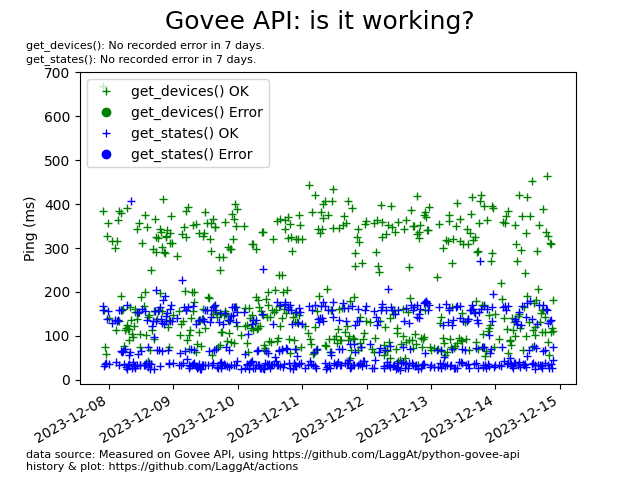 Govee API: is it working?
get_devices(): No recorded error in 7 days.
get_states(): No recorded error in 7 days.
700
600
500
400
300
200
100
0
Ping (ms)
get_devices() OK
get_devices() Error
get_states() OK
get_states() Error
2023-12-08
2023-12-09
2023-12-10
2023-12-11
2023-12-12
2023-12-13
2023-12-14
2023-12-15
data source: Measured on Govee API, using https://github.com/LaggAt/python-govee-api
history & plot: https://github.com/LaggAt/actions